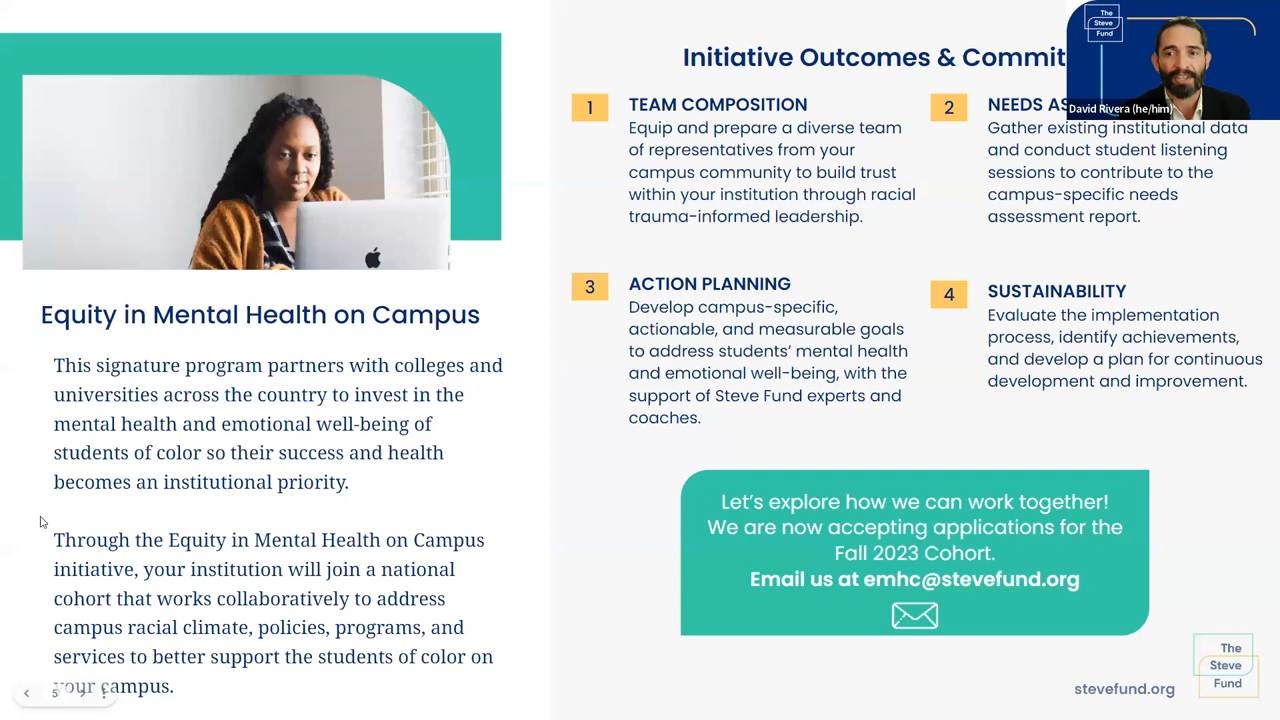 Equity in Mental Health on Campus
This signature program partners with colleges and
universities across the country to invest in the
mental health and emotional well-being of
students of color so their success and health
becomes an institutional priority.
Through the Equity in Mental Health on Campus
initiative, your institution will join a national
cohort that works collaboratively to address
campus racial climate, policies, programs, and
services to better support the students of color on
your campus.
5
Initiative Outcomes & Commit
1
TEAM COMPOSITION
Equip and prepare a diverse team
of representatives from your
campus community to build trust
within your institution through racial
trauma-informed leadership.
2
NEEDS AS
Gather existing institutional data
and conduct student listening
sessions to contribute to the
campus-specific needs
assessment report.
3
ACTION PLANNING
Develop campus-specific,
actionable, and measurable goals
to address students’ mental health
and emotional well-being, with the
support of Steve Fund experts and
coaches.
4
SUSTAINABILITY
Evaluate the implementation
process, identify achievements,
and develop a plan for continuous
development and improvement.
Let’s explore how we can work together!
We are now accepting applications for the
Fall 2023 Cohort.
Email us at emhc@stevefund.org
stevefund.org
The
Steve
Fund
The
Steve
Fund
David Rivera (he/him)